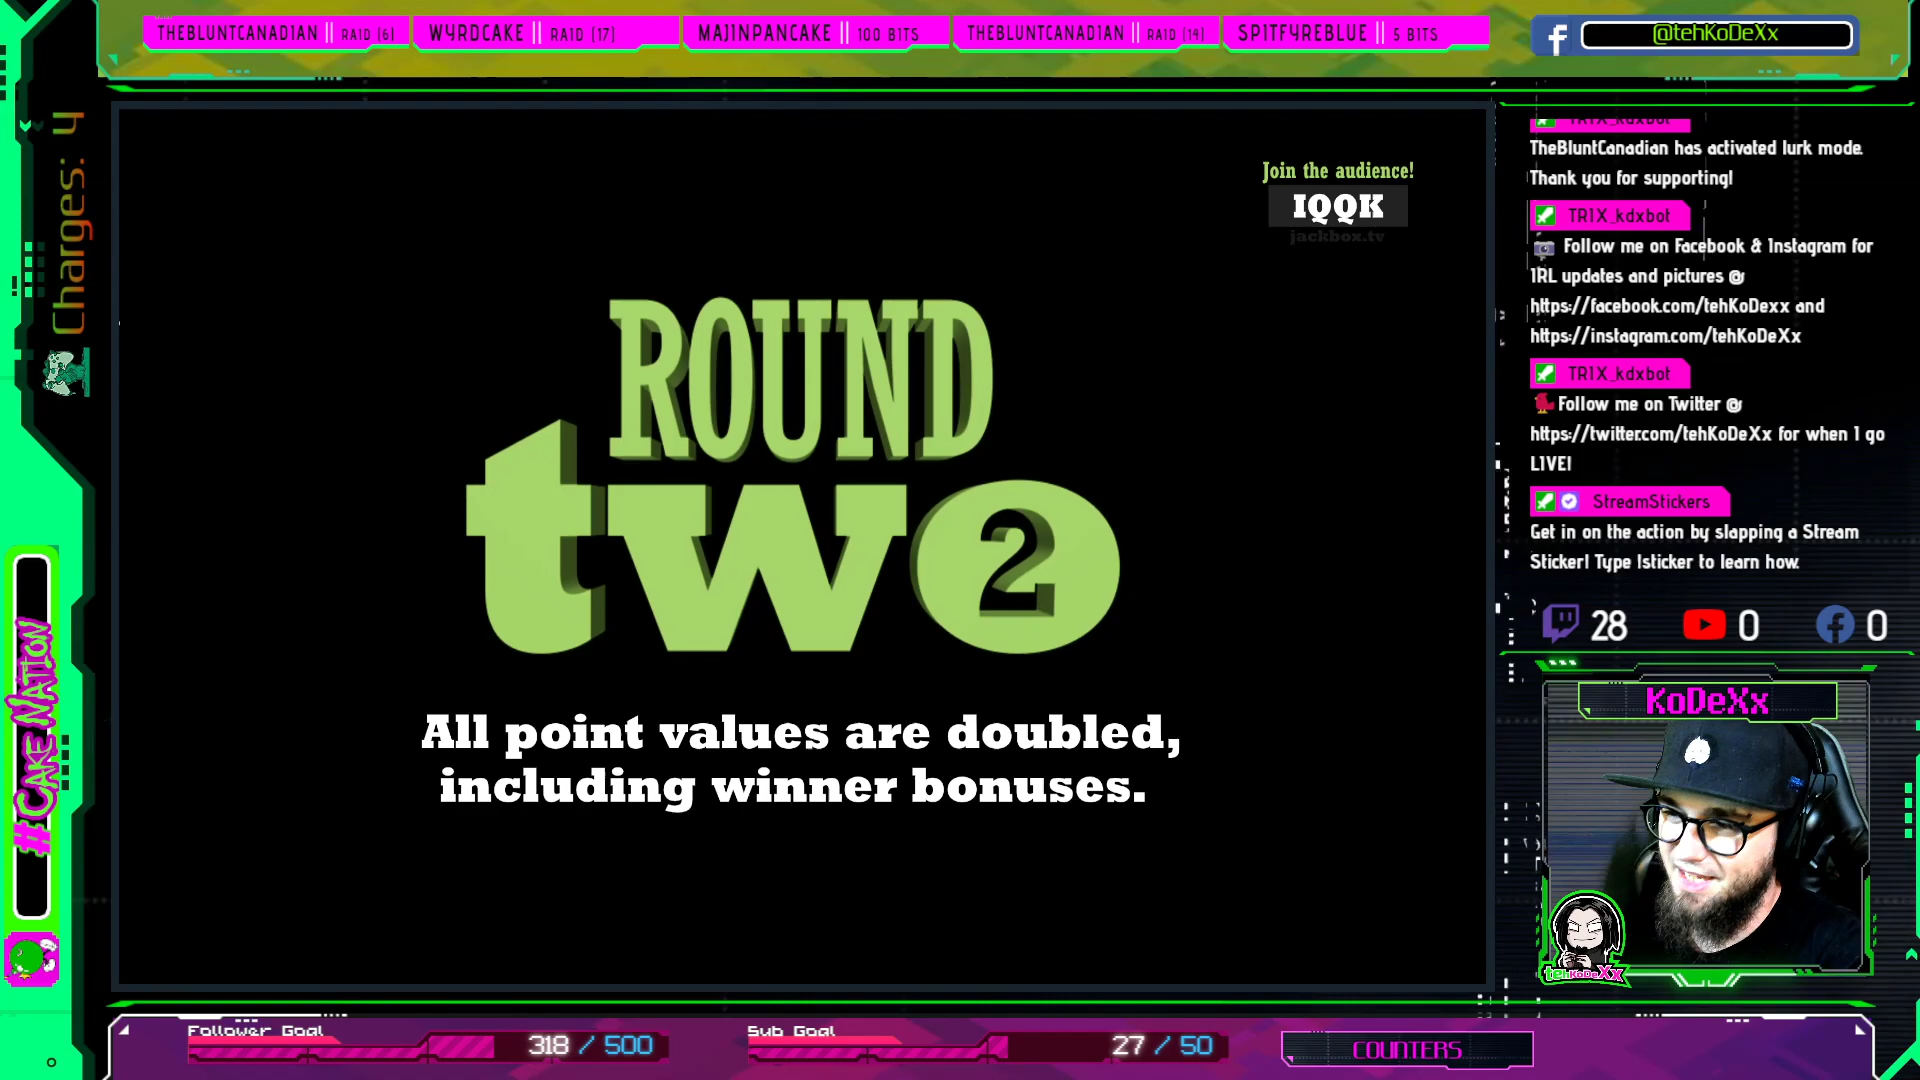 THEBLUNTCANADIAN || RAID (6)
WYRDCAKE || RAID (17)
MAJINPANCAKE || 100 BITS
THEBLUNTCANADIAN || RAID (14)
SPITFYREBLUE || 5 BITS
@tehKoDeXx
Charges: 4
Join the audience!
IQQK
jackbox.tv
ROUND
two
2
All point values are doubled,
including winner bonuses.
TR1X_kdxbot
TheBluntCanadian has activated lurk mode.
Thank you for supporting!
TR1X_kdxbot
Follow me on Facebook & Instagram for
IRL updates and pictures @
https://facebook.com/tehKoDexx and
https://instagram.com/tehKoDeXx
TR1X_kdxbot
Follow me on Twitter @
https://twitter.com/tehKoDeXx for when I go
LIVE!
StreamStickers
Get in on the action by slapping a Stream
Sticker! Type !sticker to learn how.
28
0
0
KoDeXx
tehKoDeXx
#CAKENATION
Follower Goal
318 / 500
Sub Goal
27 / 50
COUNTERS